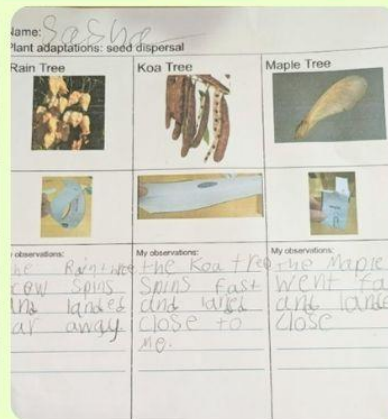 Name: Sasha
Plant adaptations: seed dispersal
Rain Tree
Koa Tree
Maple Tree
My observations:
The Rain tree
spins
and landed
far away
My observations:
the Koa tree
Spins fast
and landed
close to
me.
My observations:
The Maple
went fa
and land
close